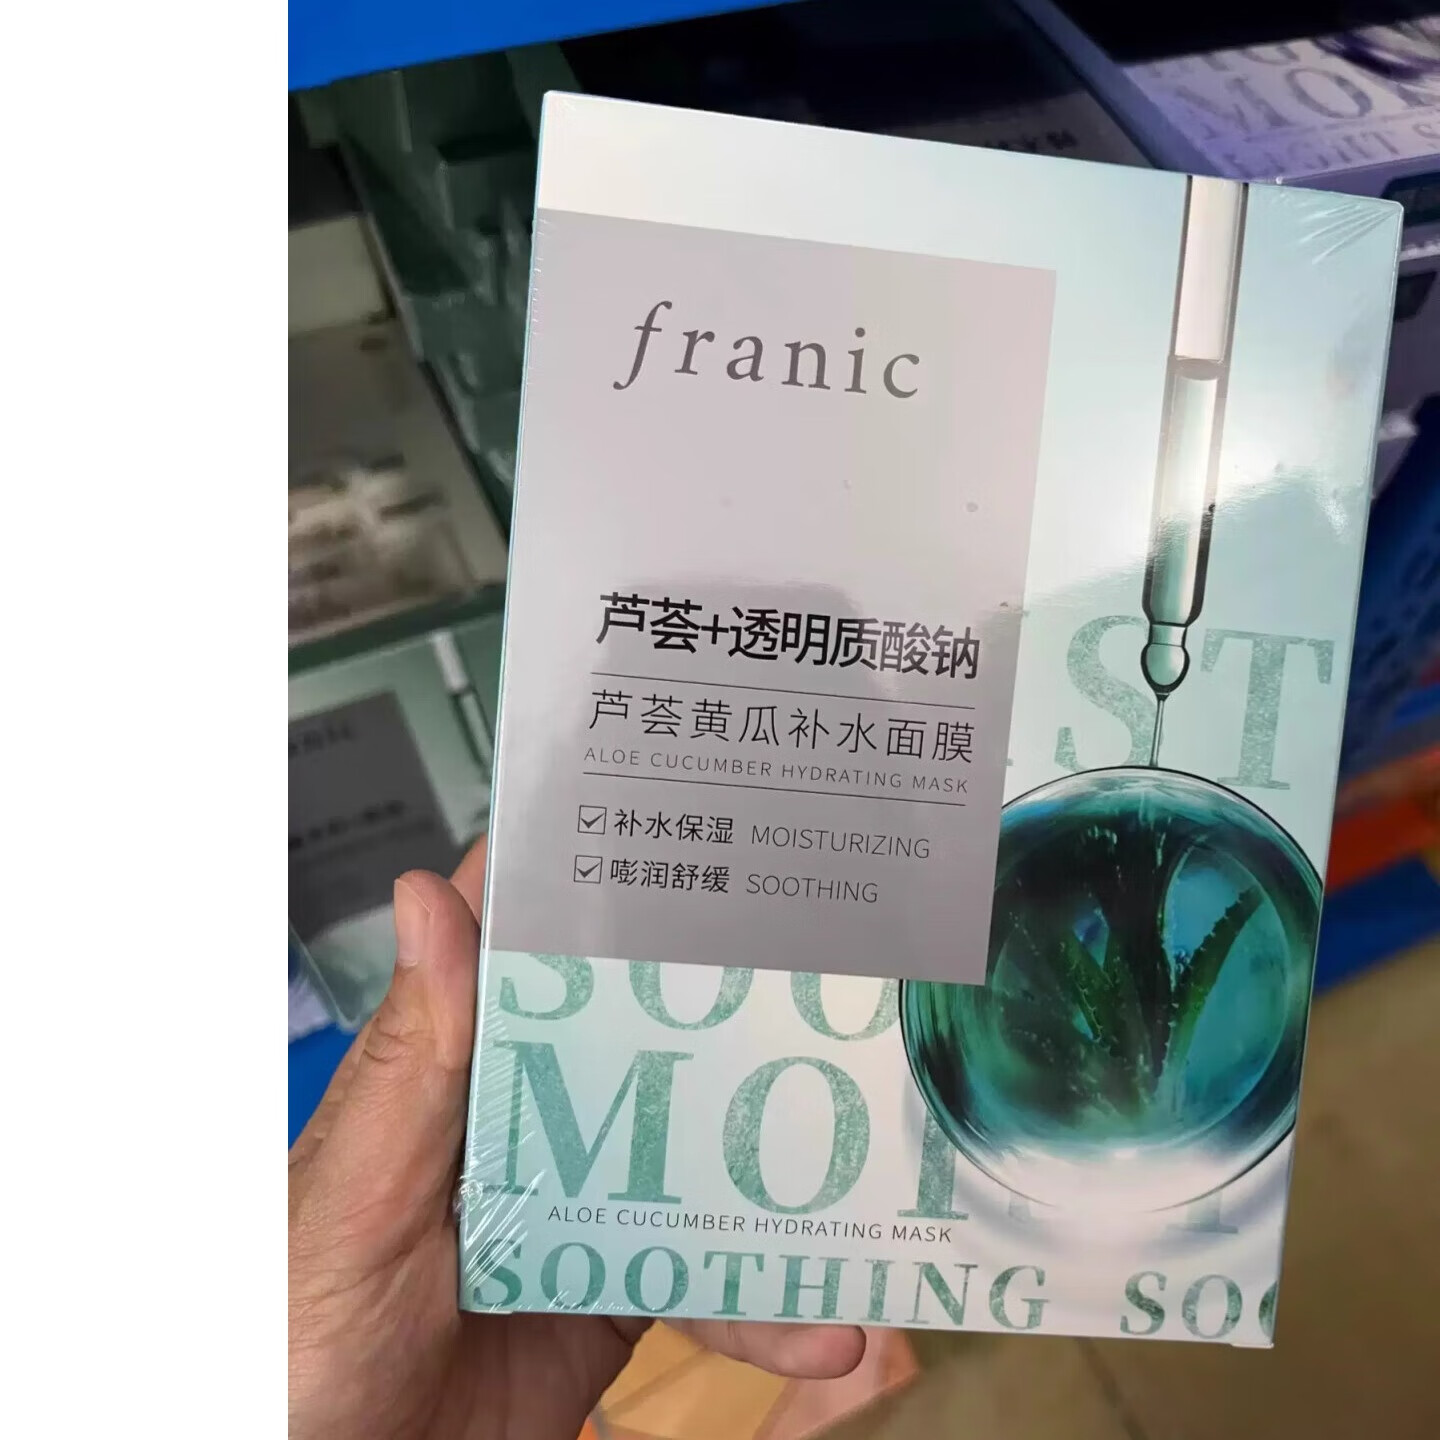 franic
芦荟+透明质酸钠
芦荟黄瓜补水面膜
ALOE CUCUMBER HYDRATING MASK
补水保湿 MOISTURIZING
嘭润舒缓 SOOTHING
ALOE CUCUMBER HYDRATING MASK
SOOTHING SOO